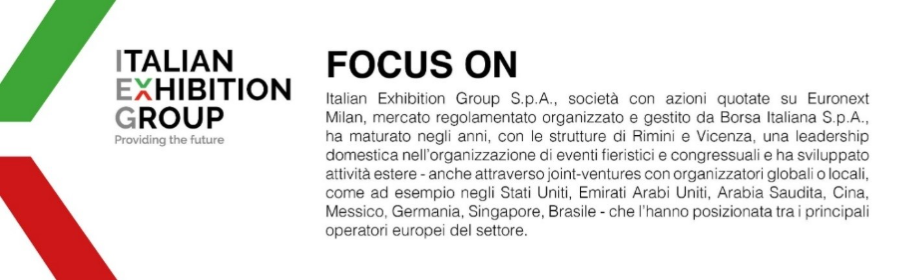 ITALIAN
EXHIBITION
GROUP
Providing the future
FOCUS ON
Italian Exhibition Group S.p.A., società con azioni quotate su Euronext
Milan, mercato regolamentato organizzato e gestito da Borsa Italiana S.p.A.,
ha maturato negli anni, con le strutture di Rimini e Vicenza, una leadership
domestica nell'organizzazione di eventi fieristici e congressuali e ha sviluppato
attività estere - anche attraverso joint-ventures con organizzatori globali o locali,
come ad esempio negli Stati Uniti, Emirati Arabi Uniti, Arabia Saudita, Cina,
Messico, Germania, Singapore, Brasile - che l'hanno posizionata tra i principali
operatori europei del settore.